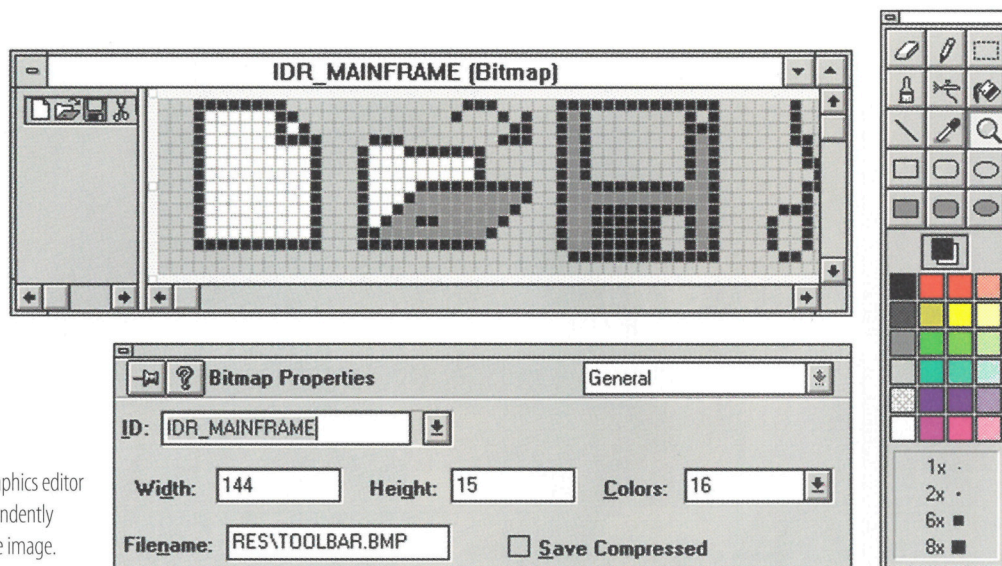 IDR_MAINFRAME (Bitmap)
Bitmap Properties
General
ID: IDR_MAINFRAME
Width: 144 Height: 15 Colors: 16
Filename: RES\TOOLBAR.BMP Save Compressed
1x
2x
6x
8x
phics editor
ndently
e image.